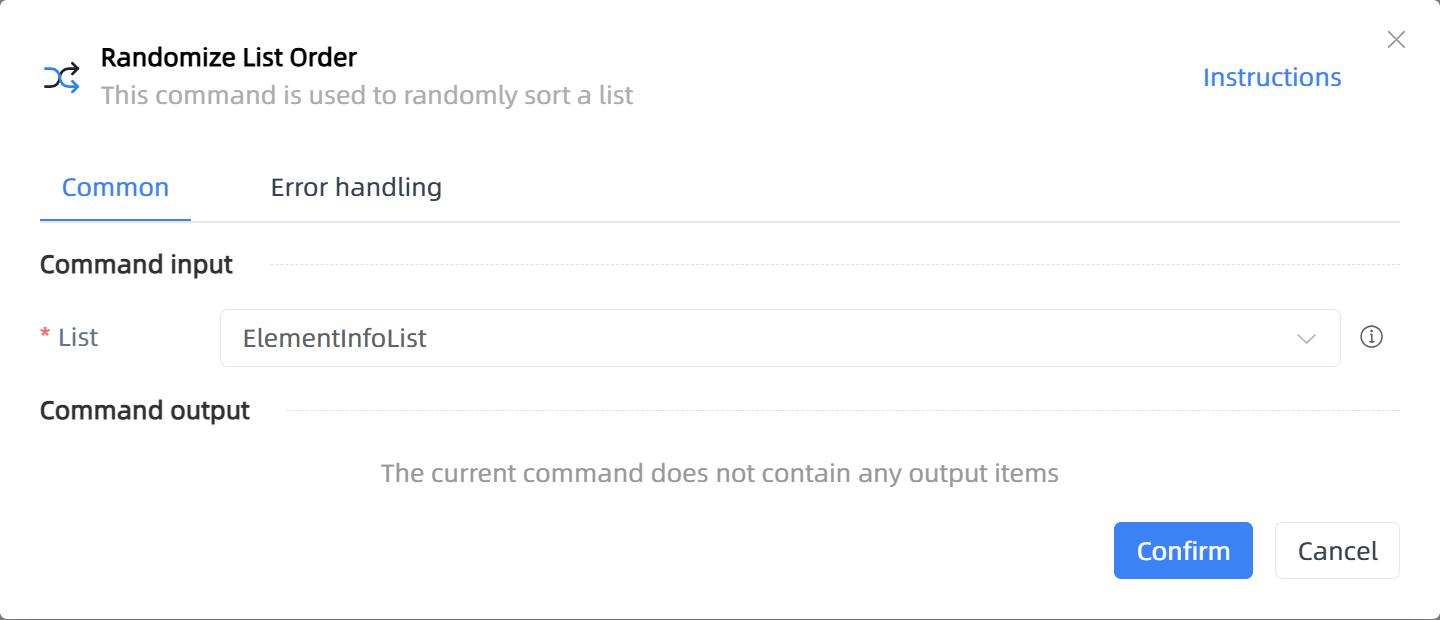 Randomize List Order
This command is used to randomly sort a list
Instructions
Common
Error handling
Command input
* List
ElementInfoList
Command output
The current command does not contain any output items
Confirm
Cancel